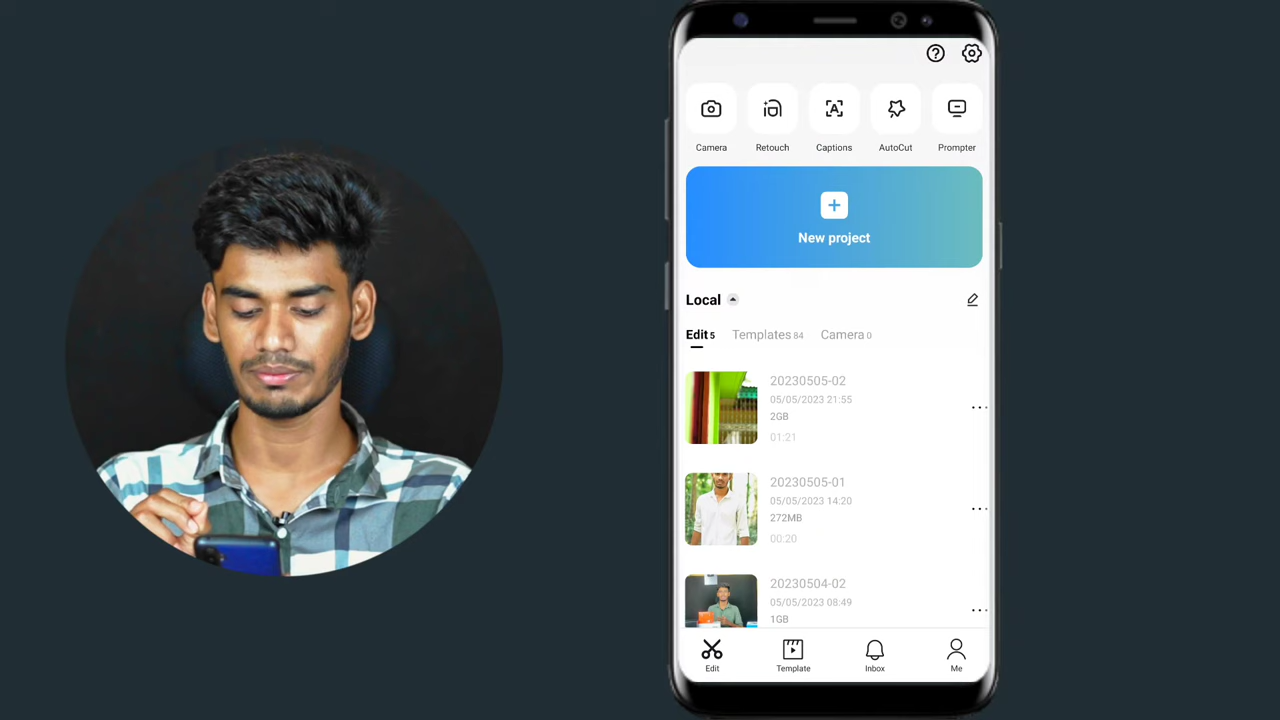 Camera
Retouch
Captions
AutoCut
Prompter
New project
Local
Edit 5
Templates 84
Camera 0
20230505-02
05/05/2023 21:55
2GB
01:21
20230505-01
05/05/2023 14:20
272MB
00:20
20230504-02
05/05/2023 08:49
1GB
Edit
Template
Inbox
Me